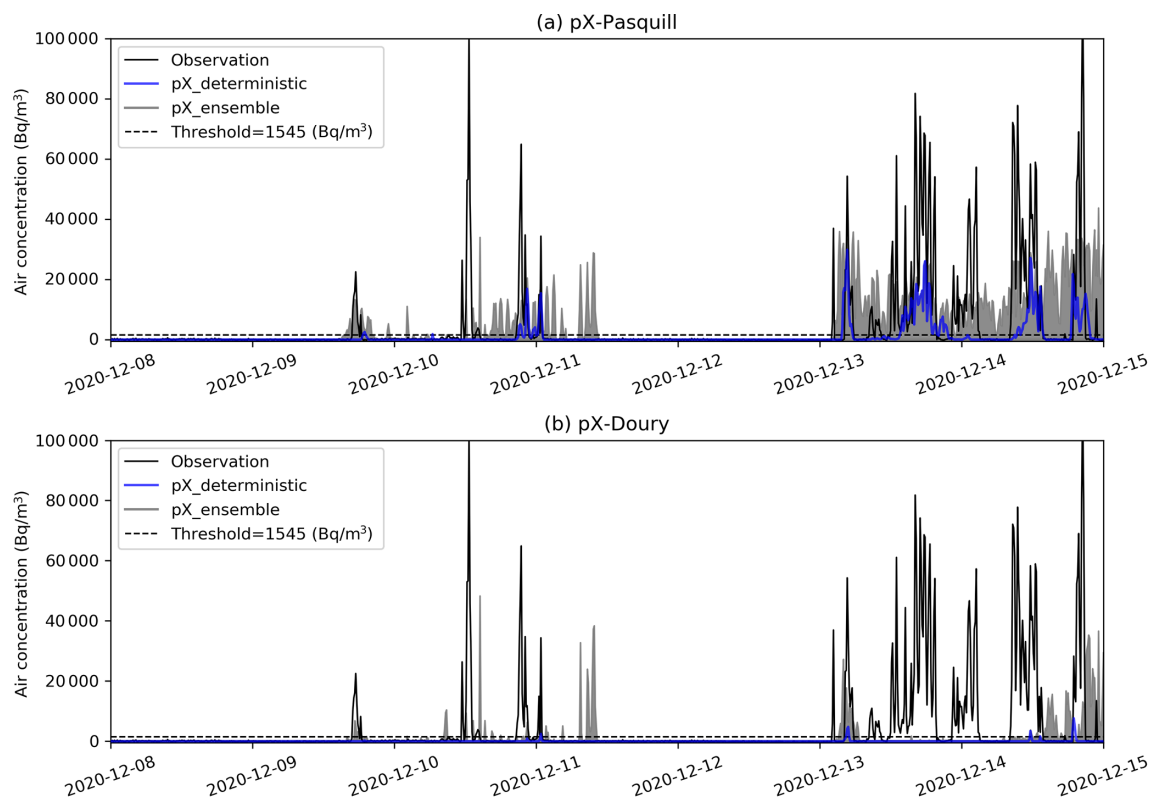 (a) pX-Pasquill
Air concentration (Bq/m³)
100 000
80 000
60 000
40 000
20 000
0
Observation
pX_deterministic
pX_ensemble
Threshold=1545 (Bq/m³)
2020-12-08
2020-12-09
2020-12-10
2020-12-11
2020-12-12
2020-12-13
2020-12-14
2020-12-15
(b) pX-Doury
Air concentration (Bq/m³)
100 000
80 000
60 000
40 000
20 000
0
Observation
pX_deterministic
pX_ensemble
Threshold=1545 (Bq/m³)
2020-12-08
2020-12-09
2020-12-10
2020-12-11
2020-12-12
2020-12-13
2020-12-14
2020-12-15